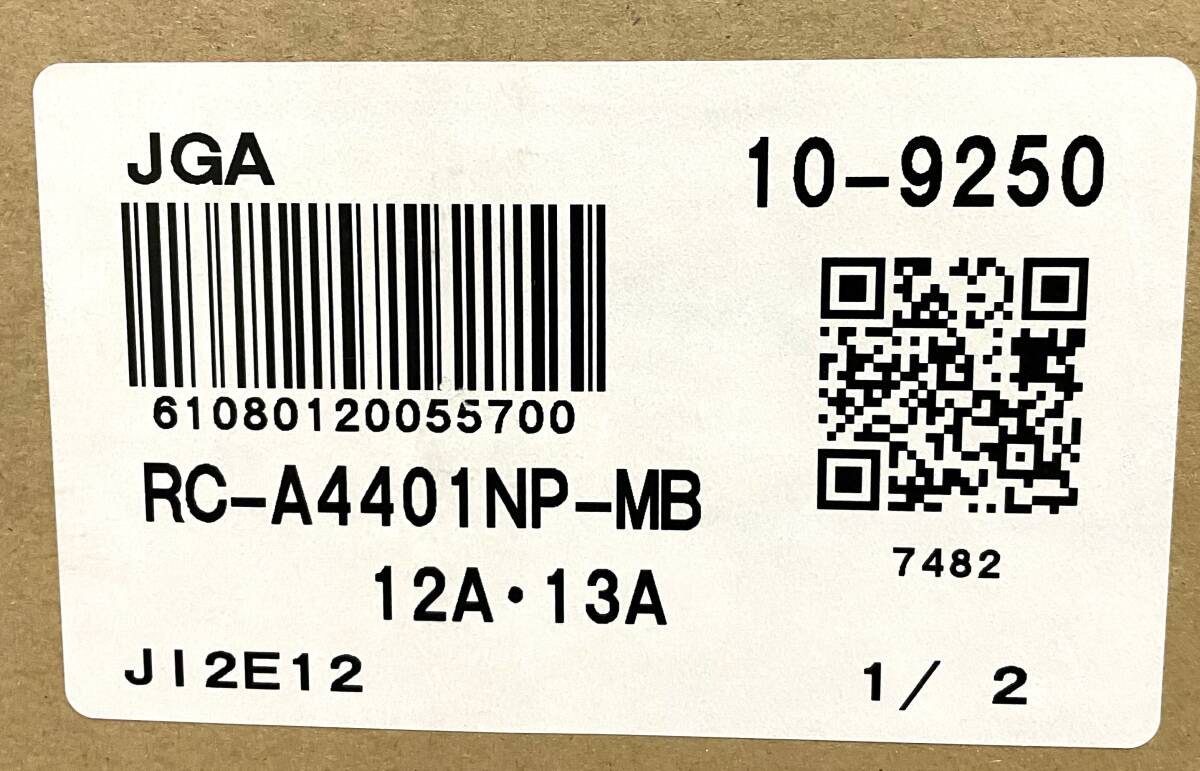 JGA
10-9250
61080120055700
RC-A4401NP-MB
12A・13A
7482
JI2E12
1/ 2